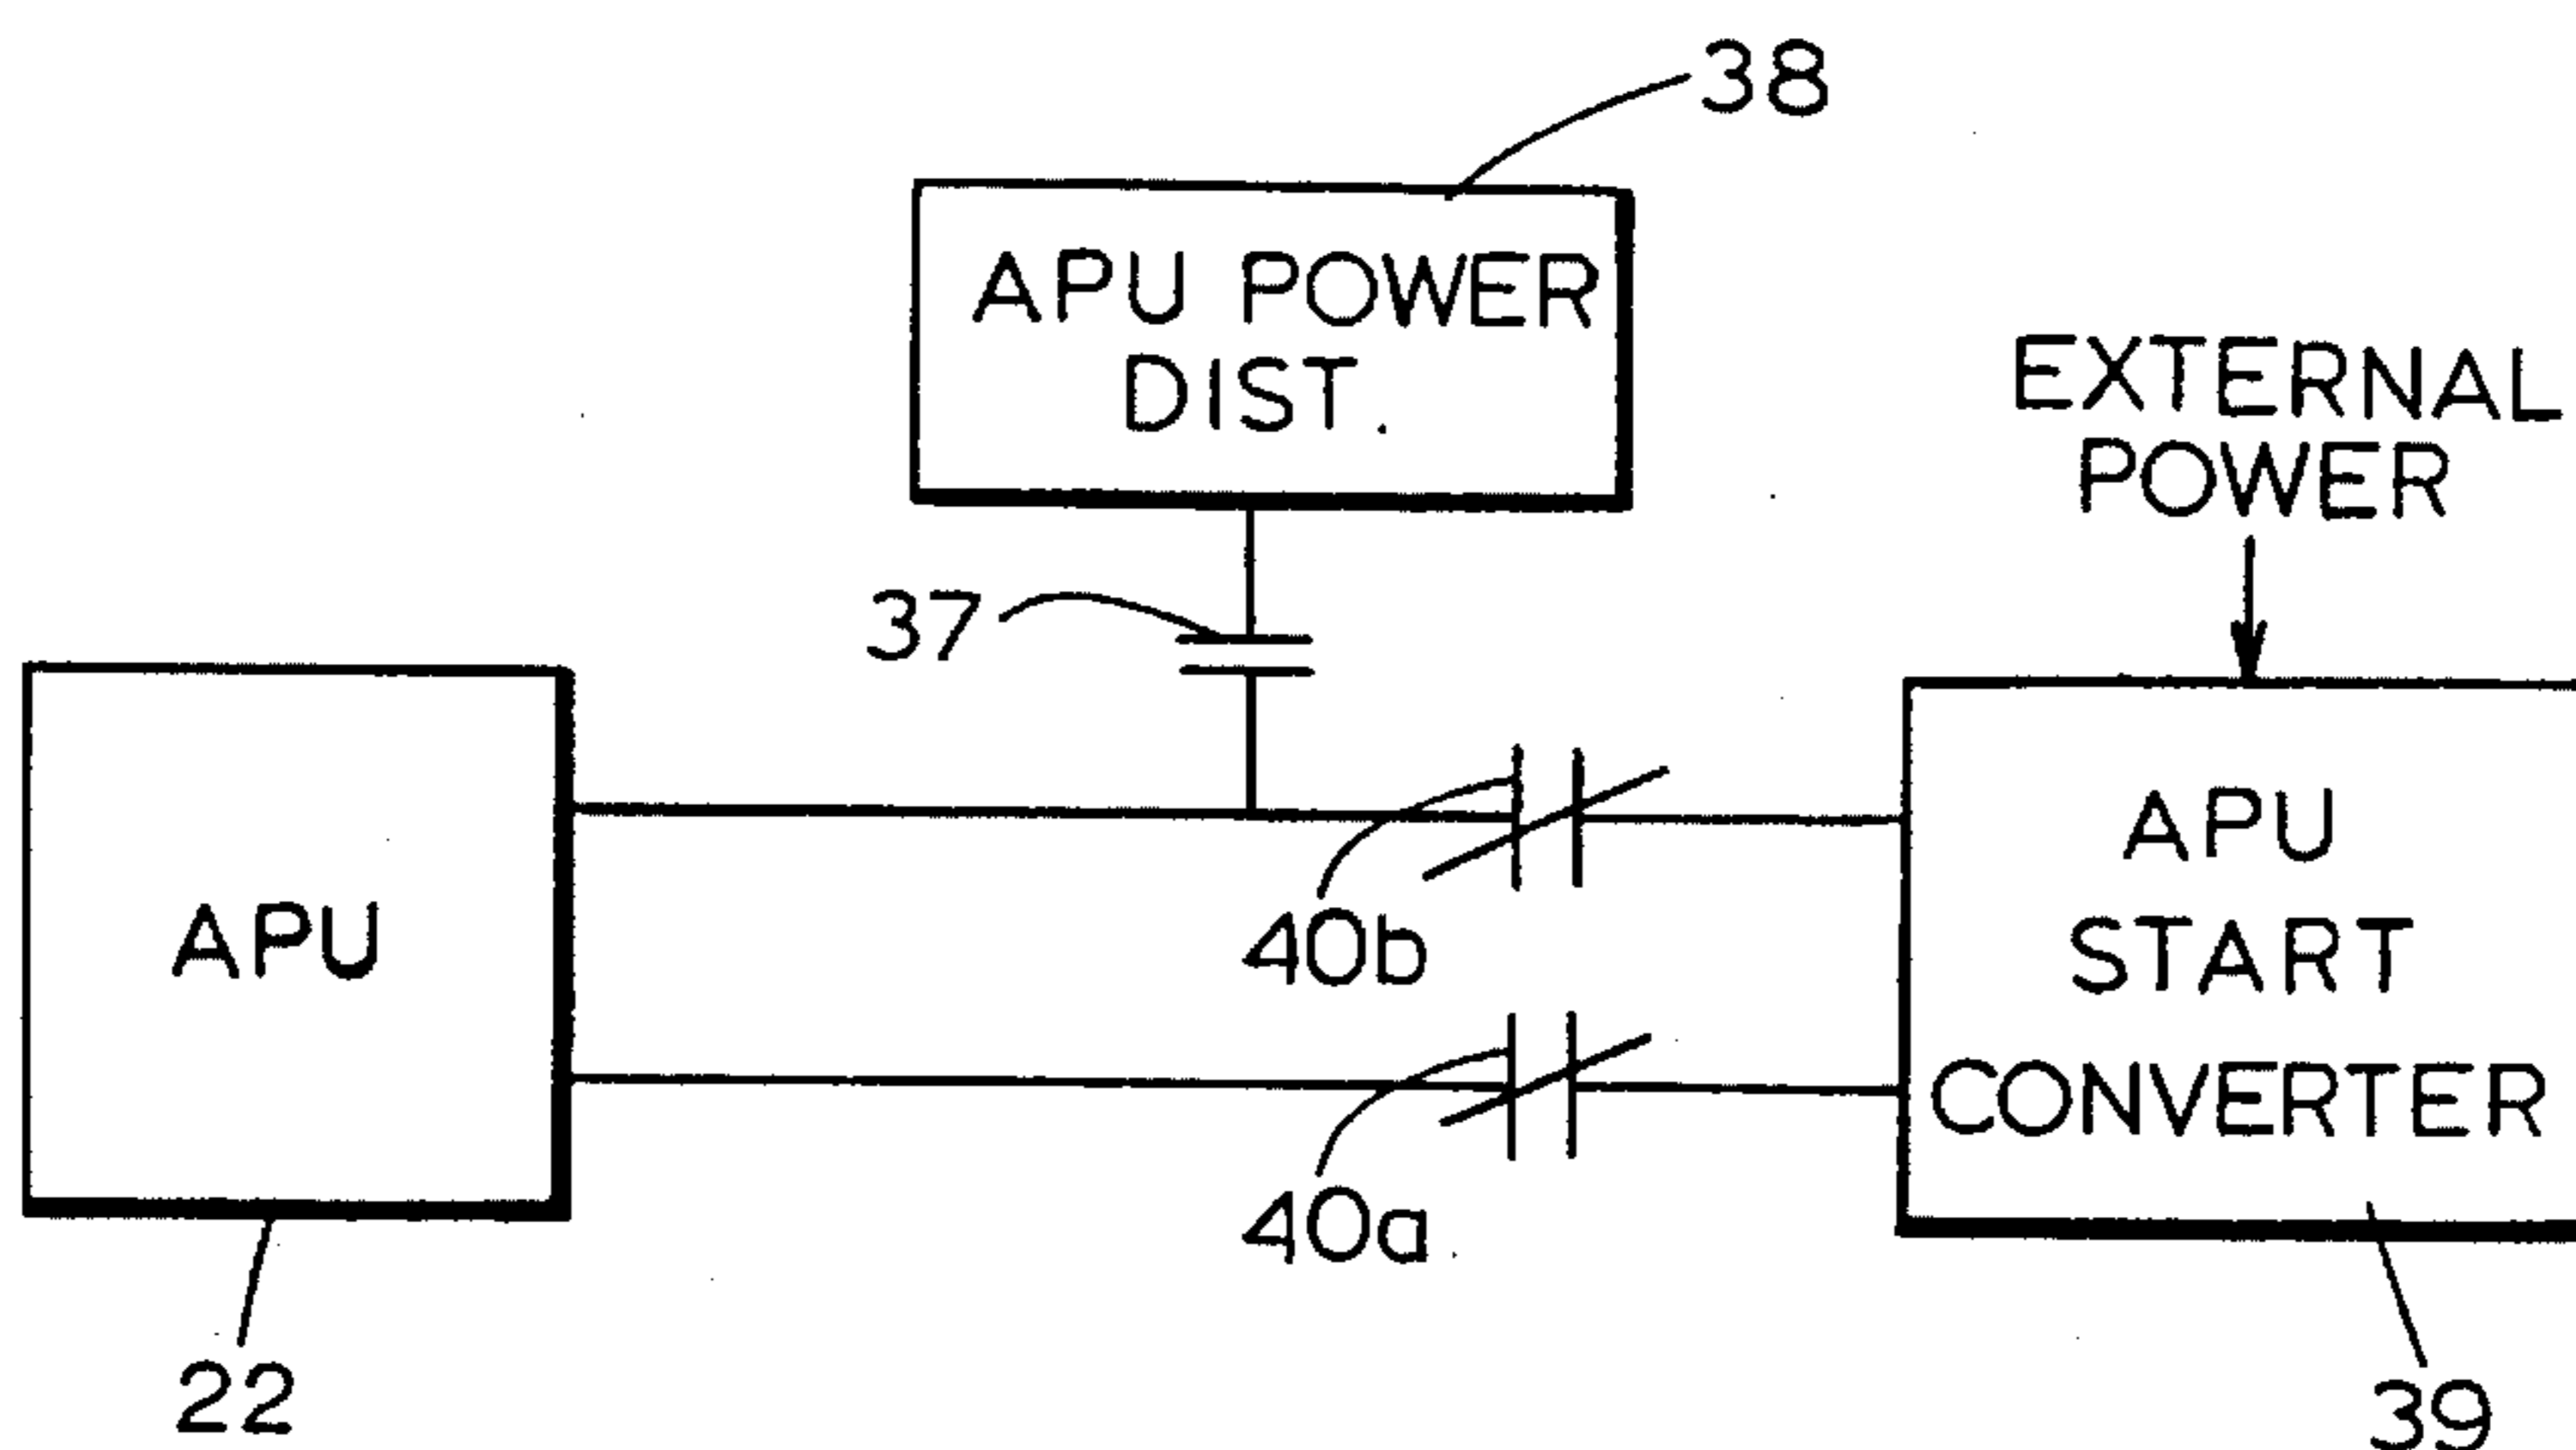 38
APU POWER
DIST.
EXTERNAL
POWER
37
APU
40b
APU
START
CONVERTER
40a
22
39